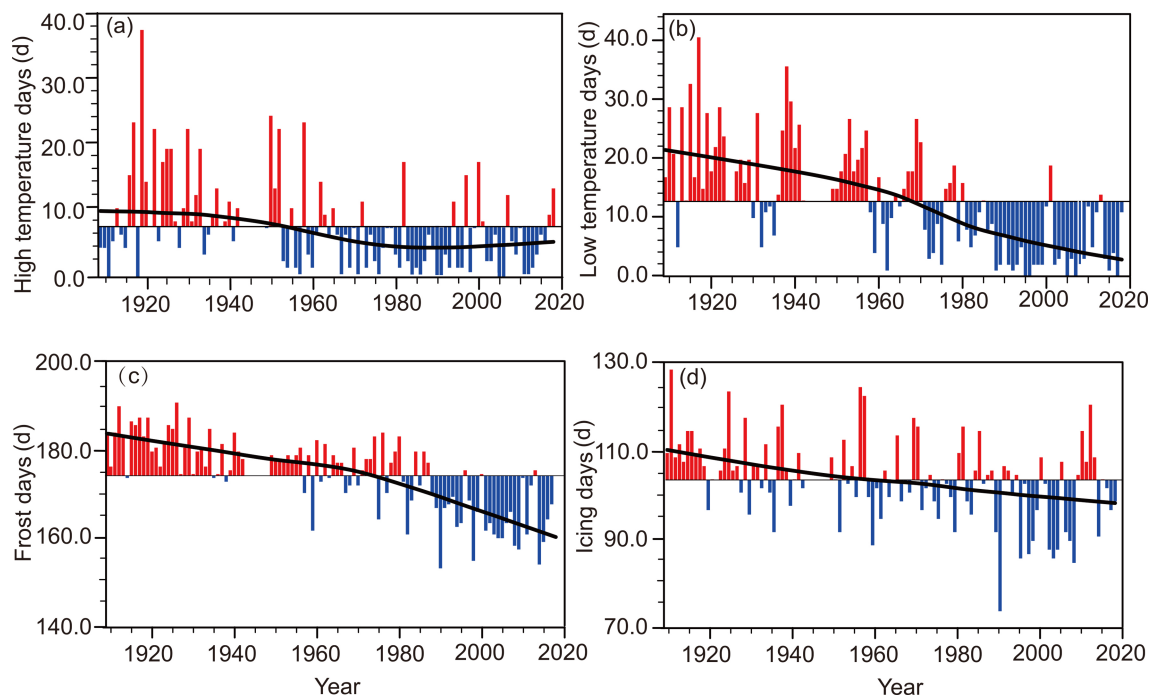 (a)
High temperature days (d)
40.0
30.0
20.0
10.0
0.0
1920 1940 1960 1980 2000 2020
(b)
Low temperature days (d)
40.0
30.0
20.0
10.0
0.0
1920 1940 1960 1980 2000 2020
(c)
Frost days (d)
200.0
180.0
160.0
140.0
1920 1940 1960 1980 2000 2020
Year
(d)
Icing days (d)
130.0
110.0
90.0
70.0
1920 1940 1960 1980 2000 2020
Year